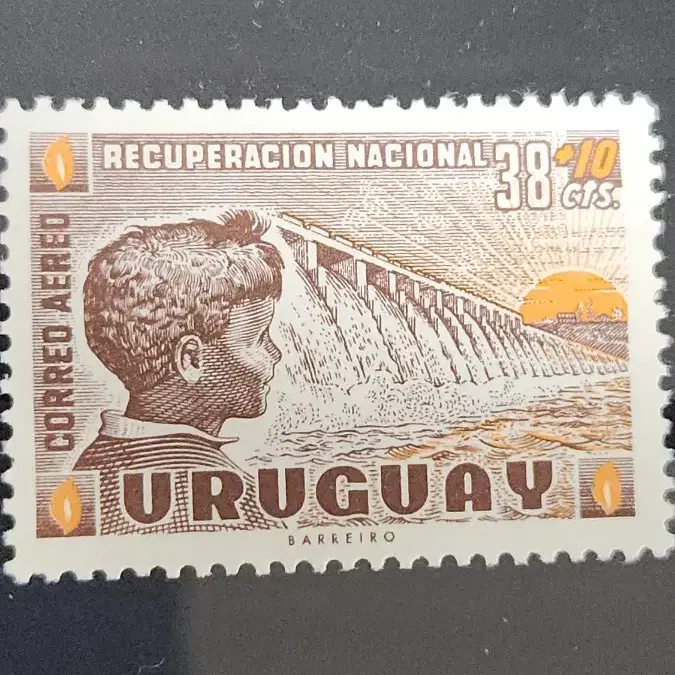 RECUPERACION NACIONAL
38 +10
cts.
CORREO AEREO
URUGUAY
BARREIRO